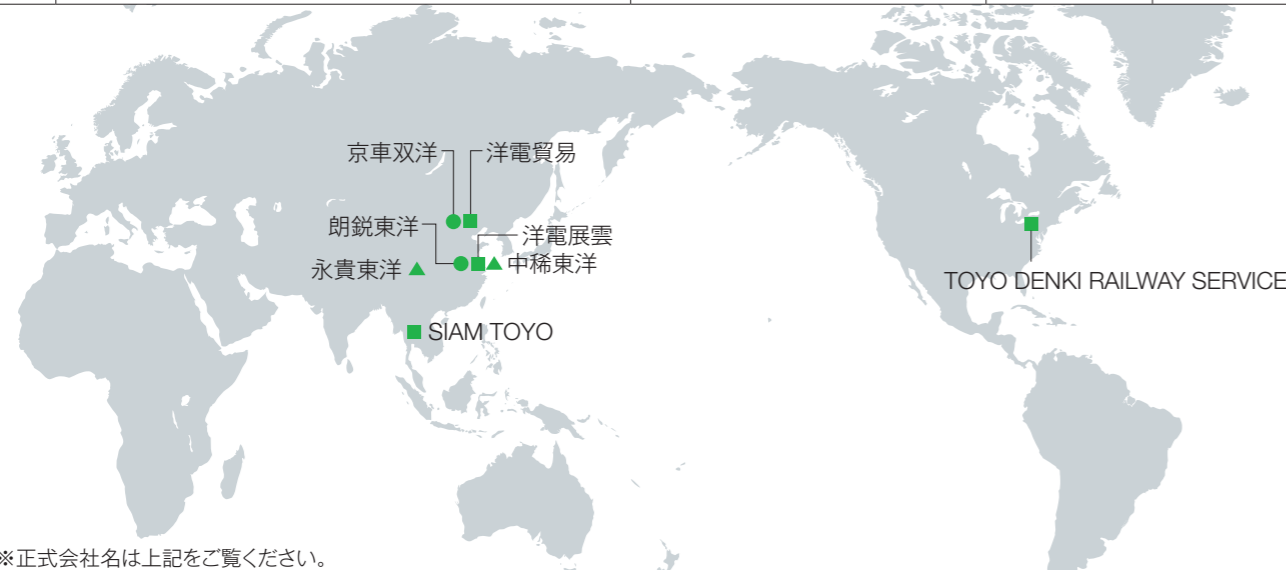 京車双洋
洋電貿易
朗鋭東洋
洋電展雲
永貴東洋
中稀東洋
TOYO DENKI RAILWAY SERVICE
SIAM TOYO
※正式会社名は上記をご覧ください。